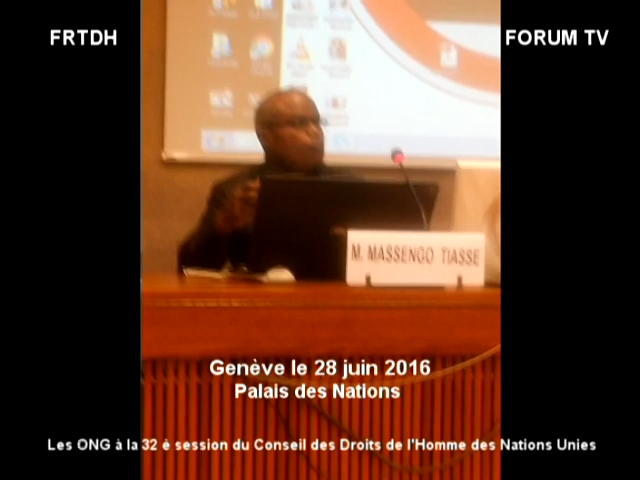 FRTDH
FORUM TV
M. MASSENGO TIASSE
Genève le 28 juin 2016
Palais des Nations
Les ONG à la 32 è session du Conseil des Droits de l'Homme des Nations Unies